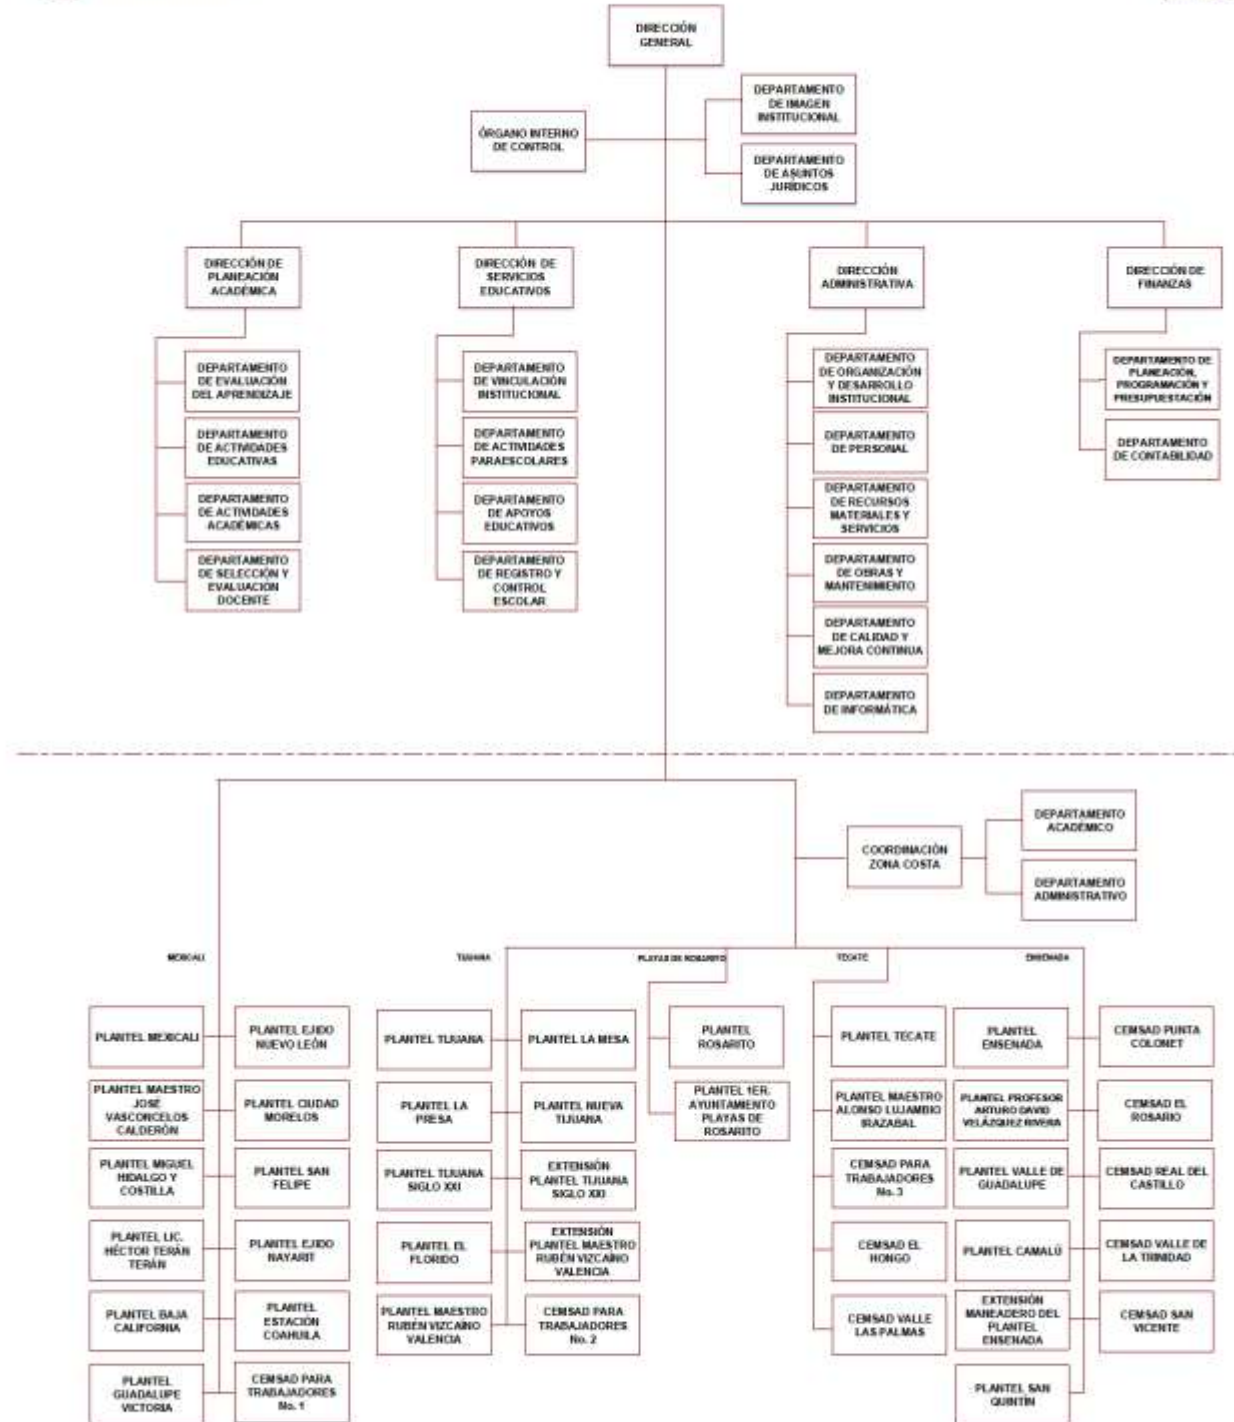 DIRECCIÓN
GENERAL
DEPARTAMENTO
DE IMAGEN
INSTITUCIONAL
ÓRGANO INTERNO
DE CONTROL
DEPARTAMENTO
DE ASUNTOS
JURÍDICOS
DIRECCIÓN DE
PLANEACIÓN
ACADÉMICA
DIRECCIÓN DE
SERVICIOS
EDUCATIVOS
DIRECCIÓN
ADMINISTRATIVA
DIRECCIÓN DE
FINANZAS
DEPARTAMENTO
DE EVALUACIÓN
DEL APRENDIZAJE
DEPARTAMENTO
DE ACTIVIDADES
EDUCATIVAS
DEPARTAMENTO
DE ACTIVIDADES
ACADÉMICAS
DEPARTAMENTO
DE SELECCIÓN Y
EVALUACIÓN
DOCENTE
DEPARTAMENTO
DE VINCULACIÓN
INSTITUCIONAL
DEPARTAMENTO
DE ACTIVIDADES
PARAESCOLARES
DEPARTAMENTO
DE APOYOS
EDUCATIVOS
DEPARTAMENTO
DE REGISTRO Y
CONTROL
ESCOLAR
DEPARTAMENTO
DE ORGANIZACIÓN
Y DESARROLLO
INSTITUCIONAL
DEPARTAMENTO
DE PERSONAL
DEPARTAMENTO
DE RECURSOS
MATERIALES Y
SERVICIOS
DEPARTAMENTO
DE OBRAS Y
MANTENIMIENTO
DEPARTAMENTO
DE CALIDAD Y
MEJORA CONTINUA
DEPARTAMENTO
DE INFORMÁTICA
DEPARTAMENTO DE
PLANEACIÓN,
PROGRAMACIÓN Y
PRESUPUESTACIÓN
DEPARTAMENTO
DE CONTABILIDAD
COORDINACIÓN
ZONA COSTA
DEPARTAMENTO
ACADÉMICO
DEPARTAMENTO
ADMINISTRATIVO
MEXICALI
PLANTEL MEXICALI
PLANTEL EJIDO
NUEVO LEÓN
PLANTEL MAESTRO
JOSÉ
VASCONCELOS
CALDERÓN
PLANTEL CIUDAD
MORELOS
PLANTEL MIGUEL
HIDALGO Y
COSTILLA
PLANTEL SAN
FELIPE
PLANTEL LIC.
HÉCTOR TERÁN
TERÁN
PLANTEL EJIDO
NAYARIT
PLANTEL BAJA
CALIFORNIA
PLANTEL
ESTACIÓN
COAHUILA
PLANTEL
GUADALUPE
VICTORIA
CEMSAD PARA
TRABAJADORES
No. 1
TIJUANA
PLANTEL TIJUANA
PLANTEL LA MESA
PLANTEL LA
PRESA
PLANTEL NUEVA
TIJUANA
PLANTEL TIJUANA
SIGLO XXI
EXTENSIÓN
PLANTEL TIJUANA
SIGLO XXI
PLANTEL EL
FLORIDO
EXTENSIÓN
PLANTEL MAESTRO
RUBÉN VIZCAÍNO
VALENCIA
PLANTEL MAESTRO
RUBÉN VIZCAÍNO
VALENCIA
CEMSAD PARA
TRABAJADORES
No. 2
PLAYAS DE ROSARITO
PLANTEL
ROSARITO
PLANTEL 1ER.
AYUNTAMIENTO
PLAYAS DE
ROSARITO
TECATE
PLANTEL TECATE
PLANTEL MAESTRO
ALONSO LUJAMBIO
IRAZABAL
CEMSAD PARA
TRABAJADORES
No. 3
CEMSAD EL
HONGO
CEMSAD VALLE
LAS PALMAS
ENSENADA
PLANTEL
ENSENADA
CEMSAD PUNTA
COLONET
PLANTEL PROFESOR
ARTURO DAVID
VELÁZQUEZ RIVERA
CEMSAD EL
ROSARIO
PLANTEL VALLE DE
GUADALUPE
CEMSAD REAL DEL
CASTILLO
PLANTEL CAMALÚ
CEMSAD VALLE DE
LA TRINIDAD
EXTENSIÓN
MANEADERO DEL
PLANTEL
ENSENADA
CEMSAD SAN
VICENTE
PLANTEL SAN
QUINTÍN